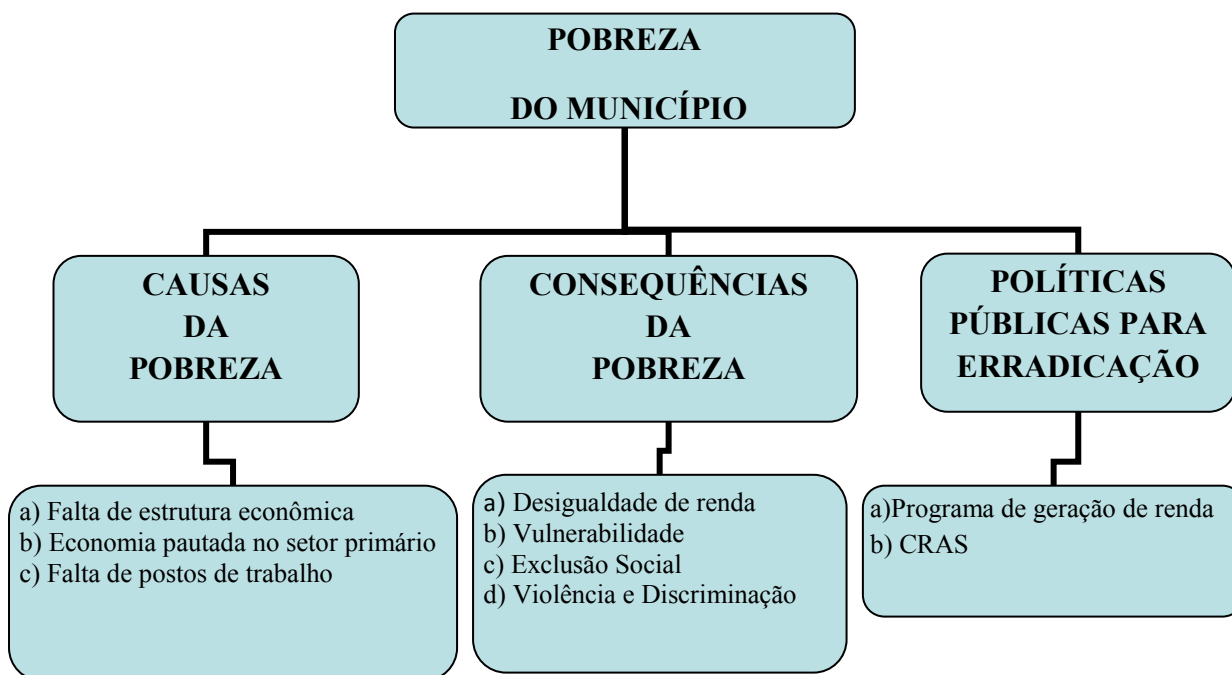 POBREZA
DO MUNICÍPIO
CAUSAS
DA
POBREZA
CONSEQUÊNCIAS
DA
POBREZA
POLÍTICAS
PÚBLICAS PARA
ERRADICAÇÃO
a) Falta de estrutura econômica
b) Economia pautada no setor primário
c) Falta de postos de trabalho
a) Desigualdade de renda
b) Vulnerabilidade
c) Exclusão Social
d) Violência e Discriminação
a)Programa de geração de renda
b) CRAS